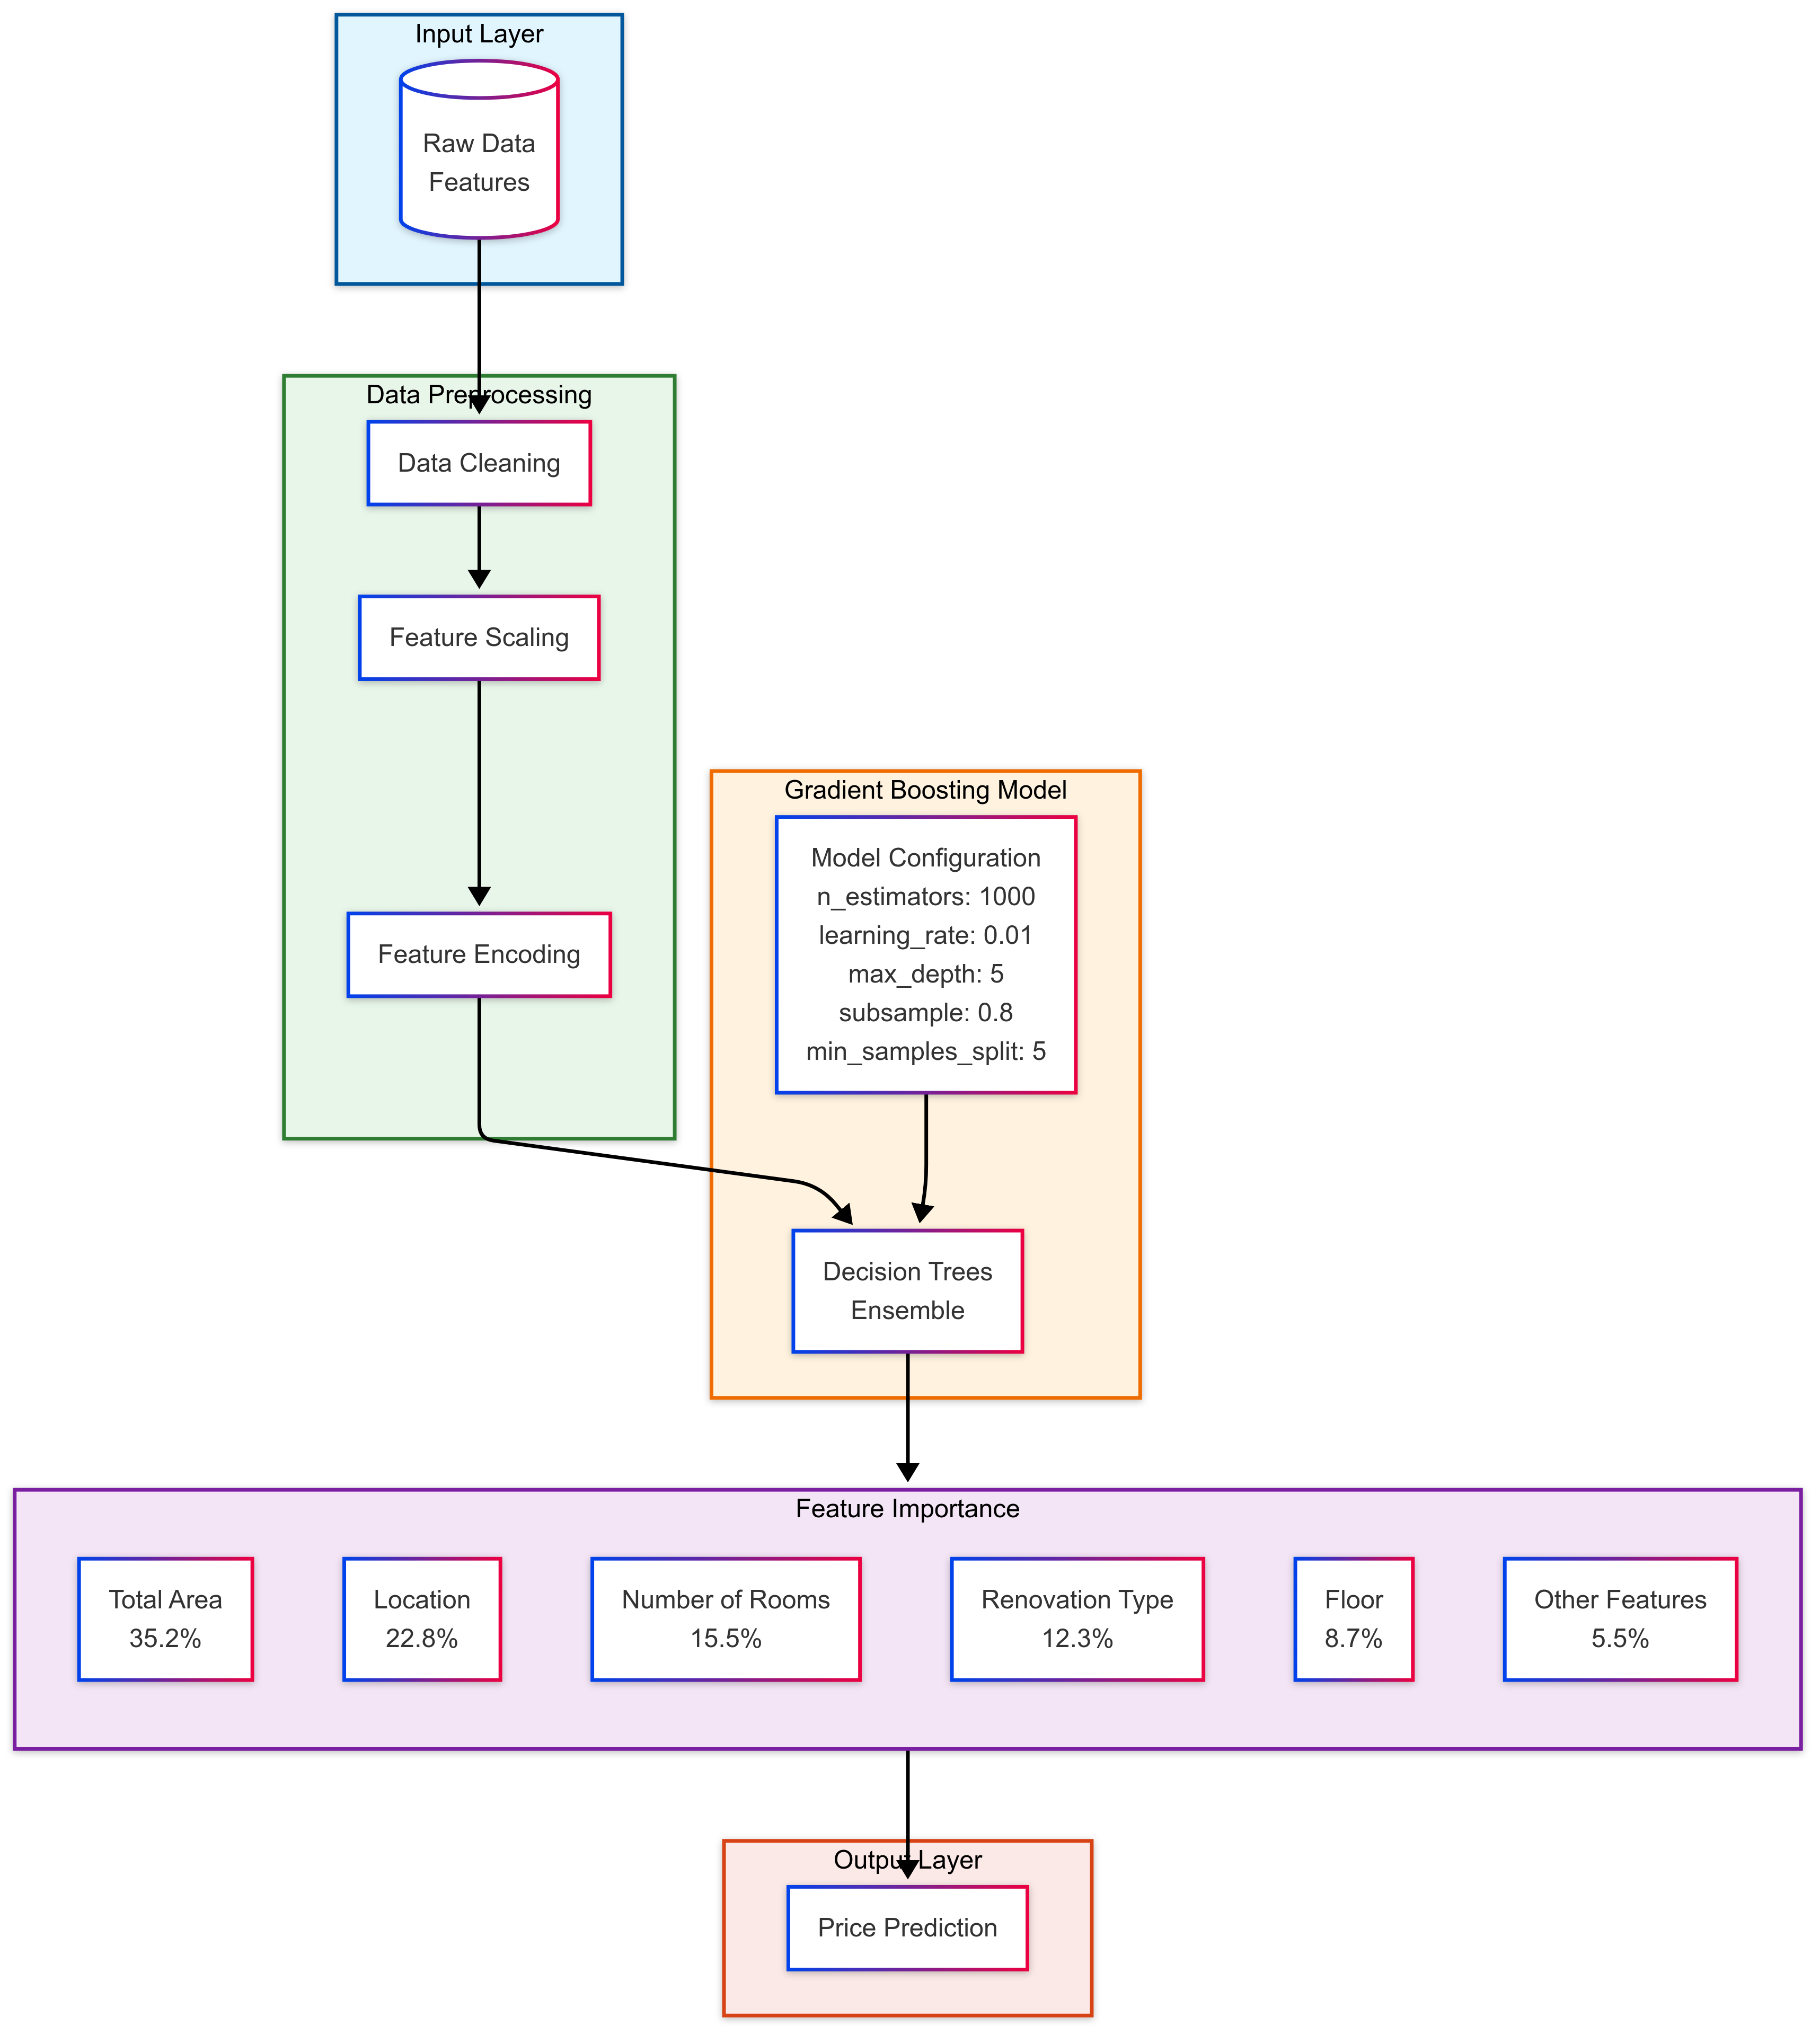 Input Layer
Raw Data
Features
Data Preprocessing
Data Cleaning
Feature Scaling
Feature Encoding
Gradient Boosting Model
Model Configuration
n_estimators: 1000
learning_rate: 0.01
max_depth: 5
subsample: 0.8
min_samples_split: 5
Decision Trees
Ensemble
Feature Importance
Total Area
35.2%
Location
22.8%
Number of Rooms
15.5%
Renovation Type
12.3%
Floor
8.7%
Other Features
5.5%
Output Layer
Price Prediction